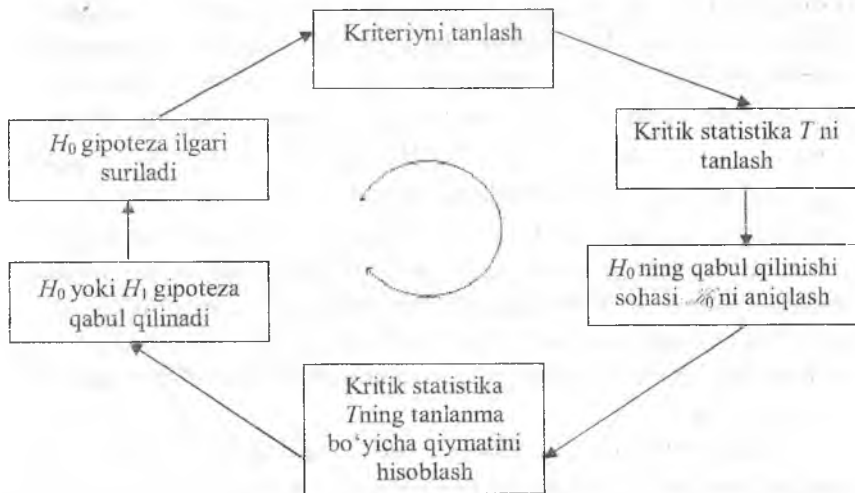 Kriteriyni tanlash
H₀ gipoteza ilgari
suriladi
Kritik statistika T ni
tanlash
H₀ yoki H₁ gipoteza
qabul qilinadi
H₀ ning qabul qilinishi
sohasi ni aniqlash
Kritik statistika
Tning tanlanma
bo‘yicha qiymatini
hisoblash